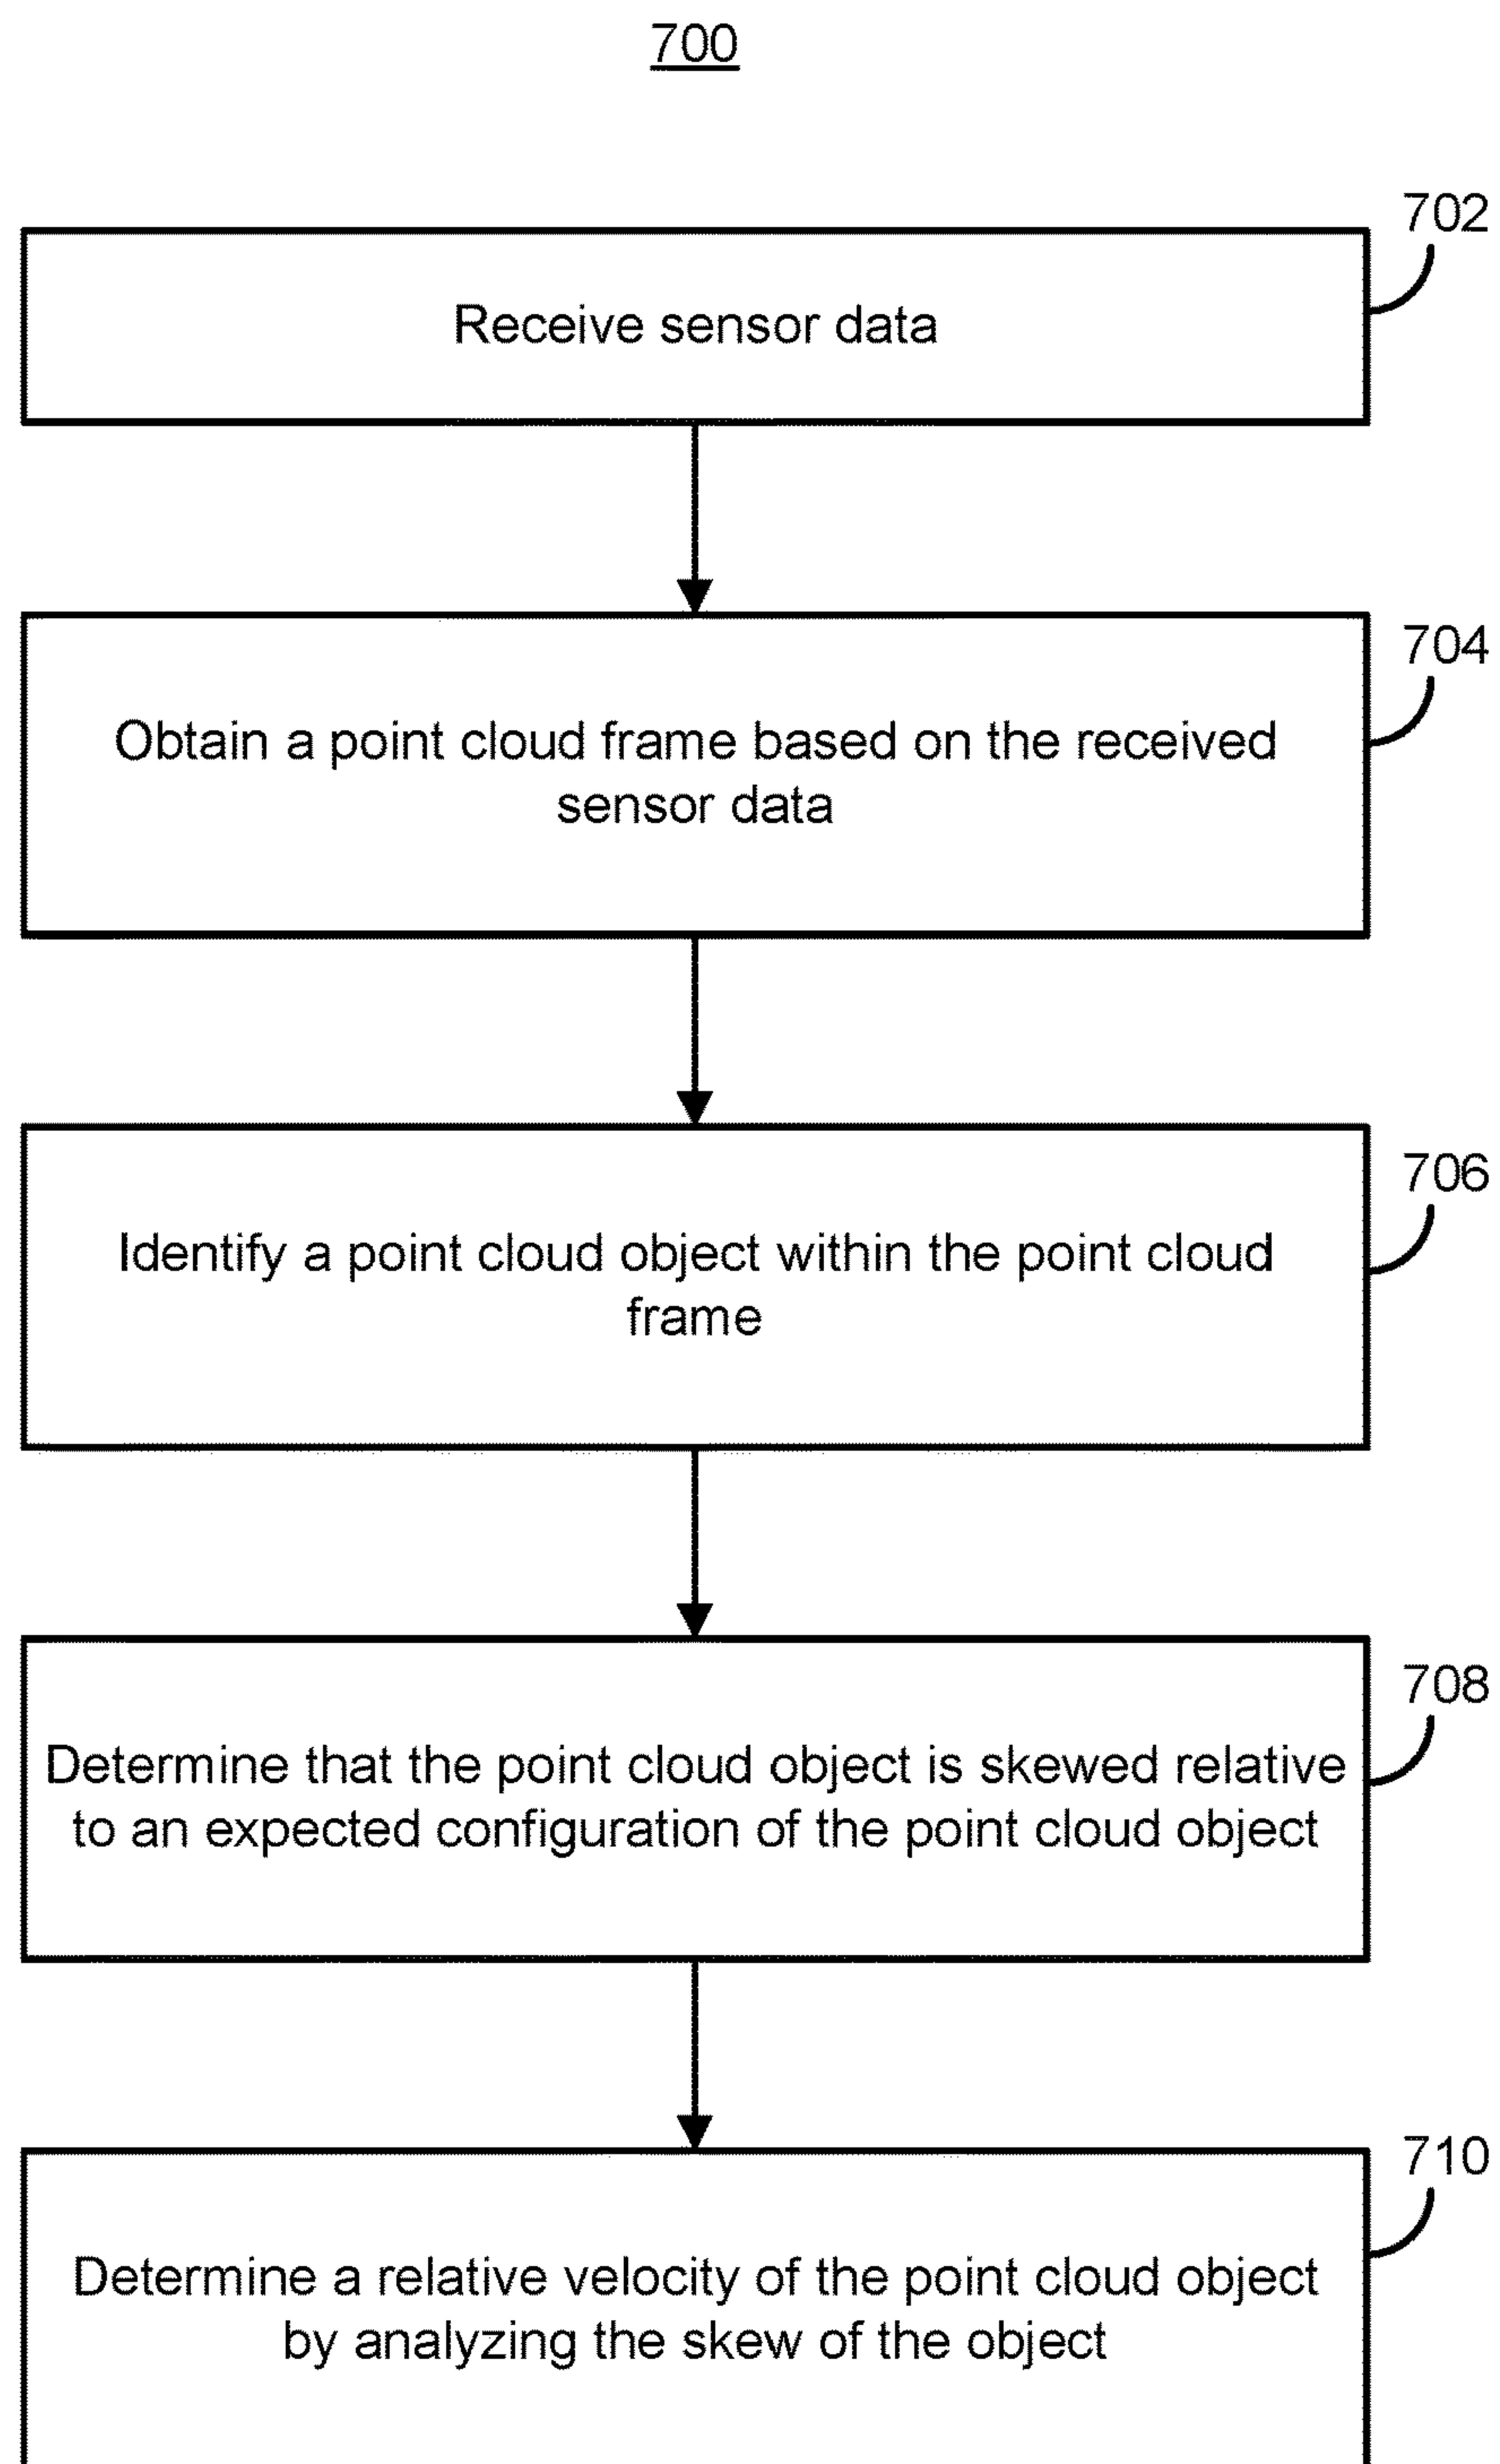 700
702
Receive sensor data
704
Obtain a point cloud frame based on the received
sensor data
706
Identify a point cloud object within the point cloud
frame
708
Determine that the point cloud object is skewed relative
to an expected configuration of the point cloud object
710
Determine a relative velocity of the point cloud object
by analyzing the skew of the object